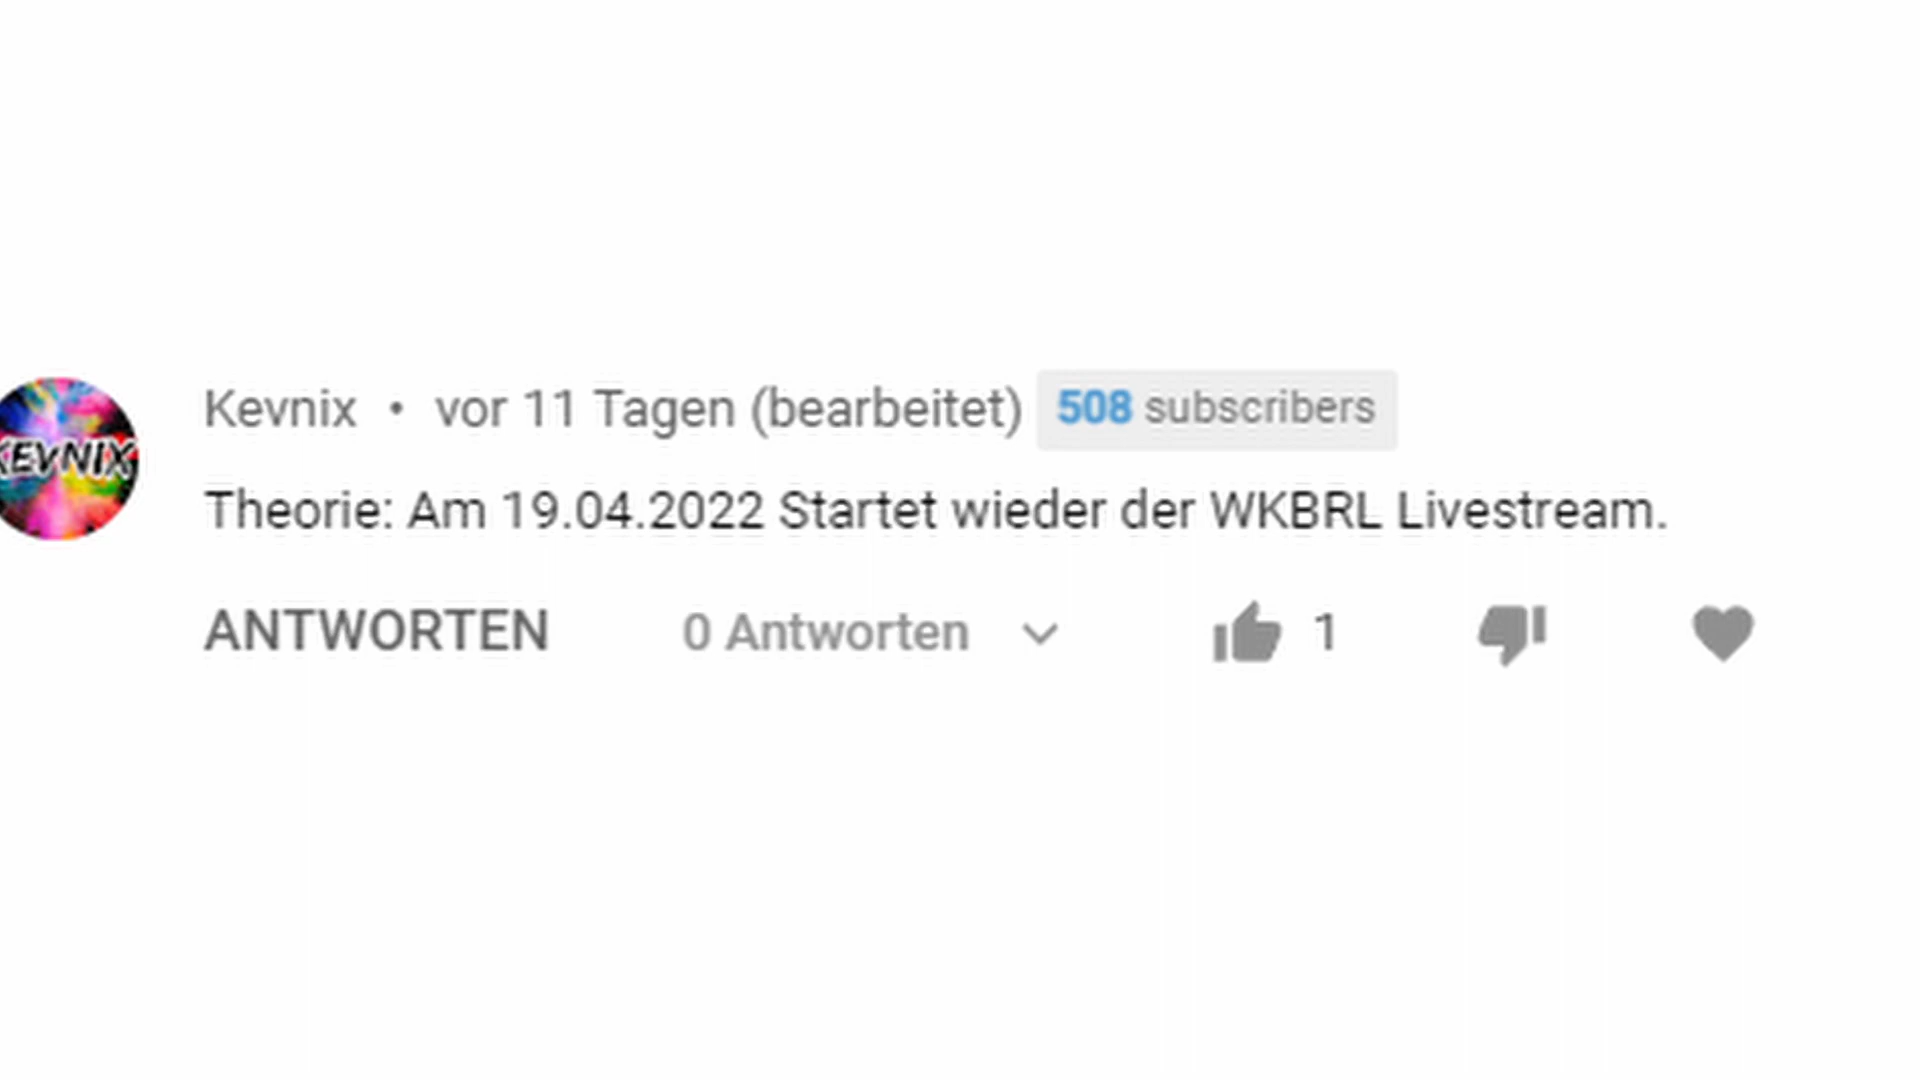 KEVNIX
Kevnix • vor 11 Tagen (bearbeitet) 508 subscribers
Theorie: Am 19.04.2022 Startet wieder der WKBRL Livestream.
ANTWORTEN 0 Antworten 1